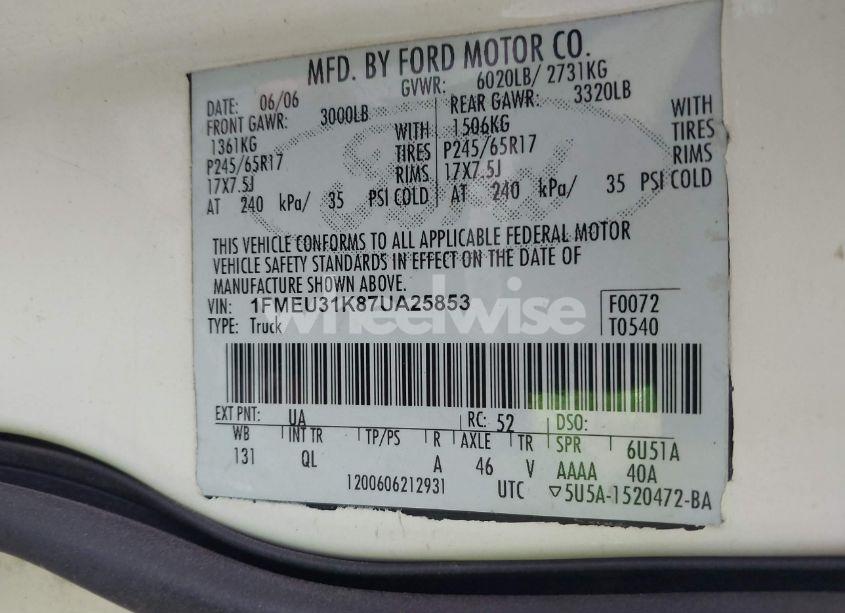 MFD. BY FORD MOTOR CO.
DATE: 06/06 GVWR: 6020LB/ 2731KG
FRONT GAWR: 3000LB REAR GAWR: 3320LB
1361KG WITH 1506KG WITH
P245/65R17 TIRES P245/65R17 TIRES
17X7.5J RIMS 17X7.5J RIMS
AT 240 kPa/ 35 PSI COLD AT 240 kPa/ 35 PSI COLD
Ford
THIS VEHICLE CONFORMS TO ALL APPLICABLE FEDERAL MOTOR
VEHICLE SAFETY STANDARDS IN EFFECT ON THE DATE OF
MANUFACTURE SHOWN ABOVE.
VIN: 1FMEU31K87UA25853 F0072
TYPE: Truck T0540
wheelwise
EXT PNT: UA RC: 52 DSO:
WB INT TR TP/PS R AXLE TR SPR 6U51A
131 QL A 46 V AAAA 40A
1200606212931 UTC ▽5U5A-1520472-BA